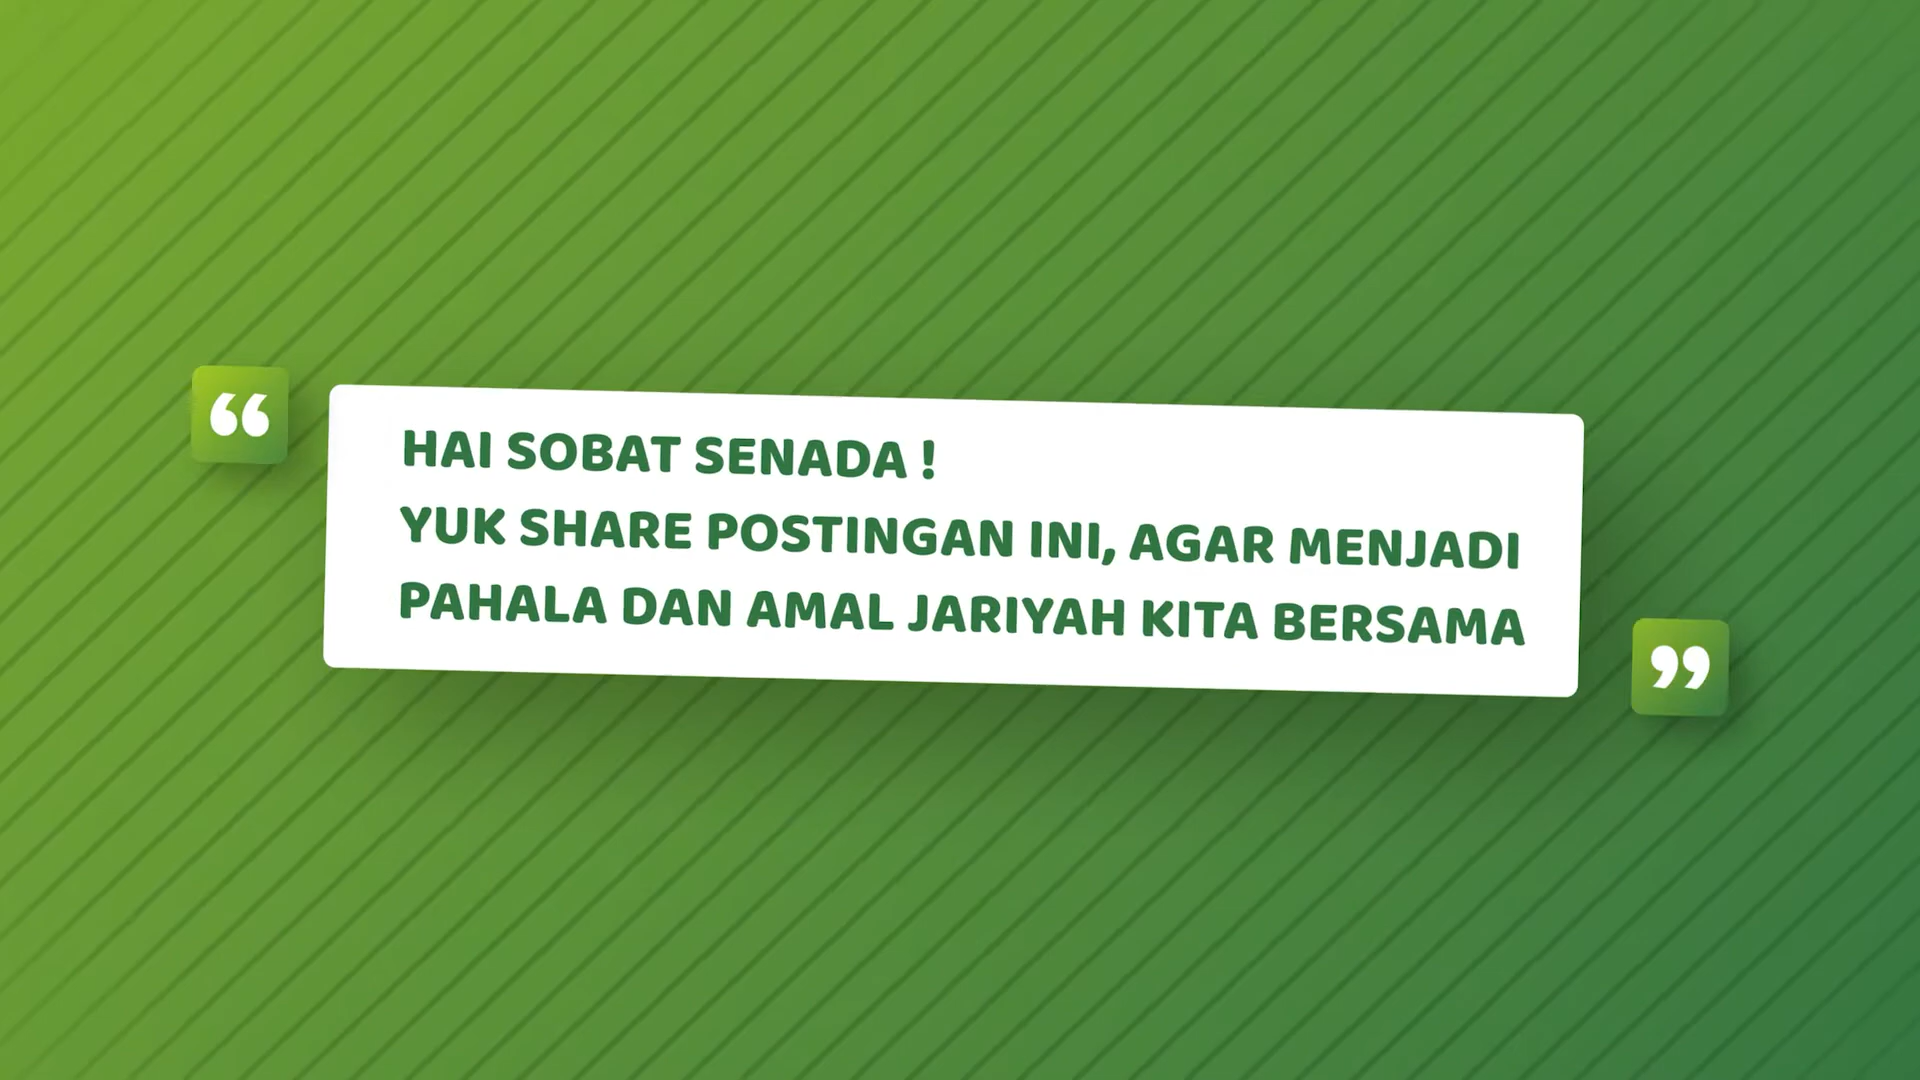 “
HAI SOBAT SENADA !
YUK SHARE POSTINGAN INI, AGAR MENJADI
PAHALA DAN AMAL JARIYAH KITA BERSAMA
”